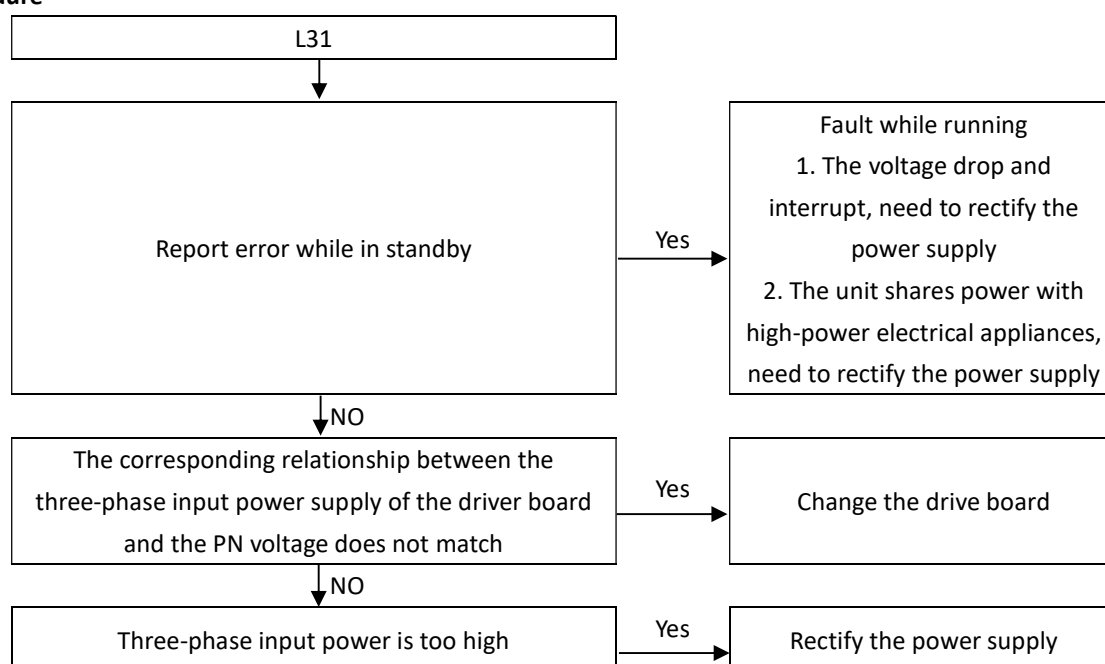 L31
Report error while in standby
Yes
Fault while running
1. The voltage drop and
interrupt, need to rectify the
power supply
2. The unit shares power with
high-power electrical appliances,
need to rectify the power supply
NO
The corresponding relationship between the
three-phase input power supply of the driver board
and the PN voltage does not match
Yes
Change the drive board
NO
Three-phase input power is too high
Yes
Rectify the power supply